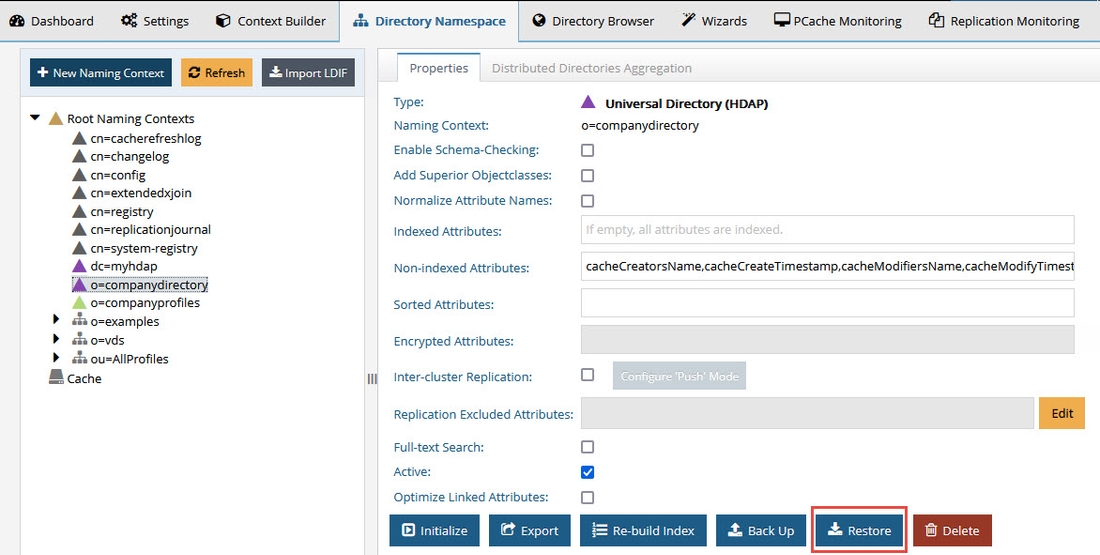 Dashboard Settings Context Builder Directory Namespace Directory Browser Wizards PCache Monitoring Replication Monitoring
+ New Naming Context Refresh Import LDIF
Root Naming Contexts
cn=cacherefreshlog
cn=changelog
cn=config
cn=extendedxjoin
cn=registry
cn=replicationjournal
cn=system-registry
dc=myhdap
o=companydirectory
o=companyprofiles
o=examples
o=vds
ou=AllProfiles
Cache
Properties Distributed Directories Aggregation
Type: Universal Directory (HDAP)
Naming Context: o=companydirectory
Enable Schema-Checking:
Add Superior Objectclasses:
Normalize Attribute Names:
Indexed Attributes: If empty, all attributes are indexed.
Non-indexed Attributes: cacheCreatorsName,cacheCreateTimestamp,cacheModifiersName,cacheModifyTimest
Sorted Attributes:
Encrypted Attributes:
Inter-cluster Replication: Configure 'Push' Mode
Replication Excluded Attributes: Edit
Full-text Search:
Active:
Optimize Linked Attributes:
Initialize Export Re-build Index Back Up Restore Delete